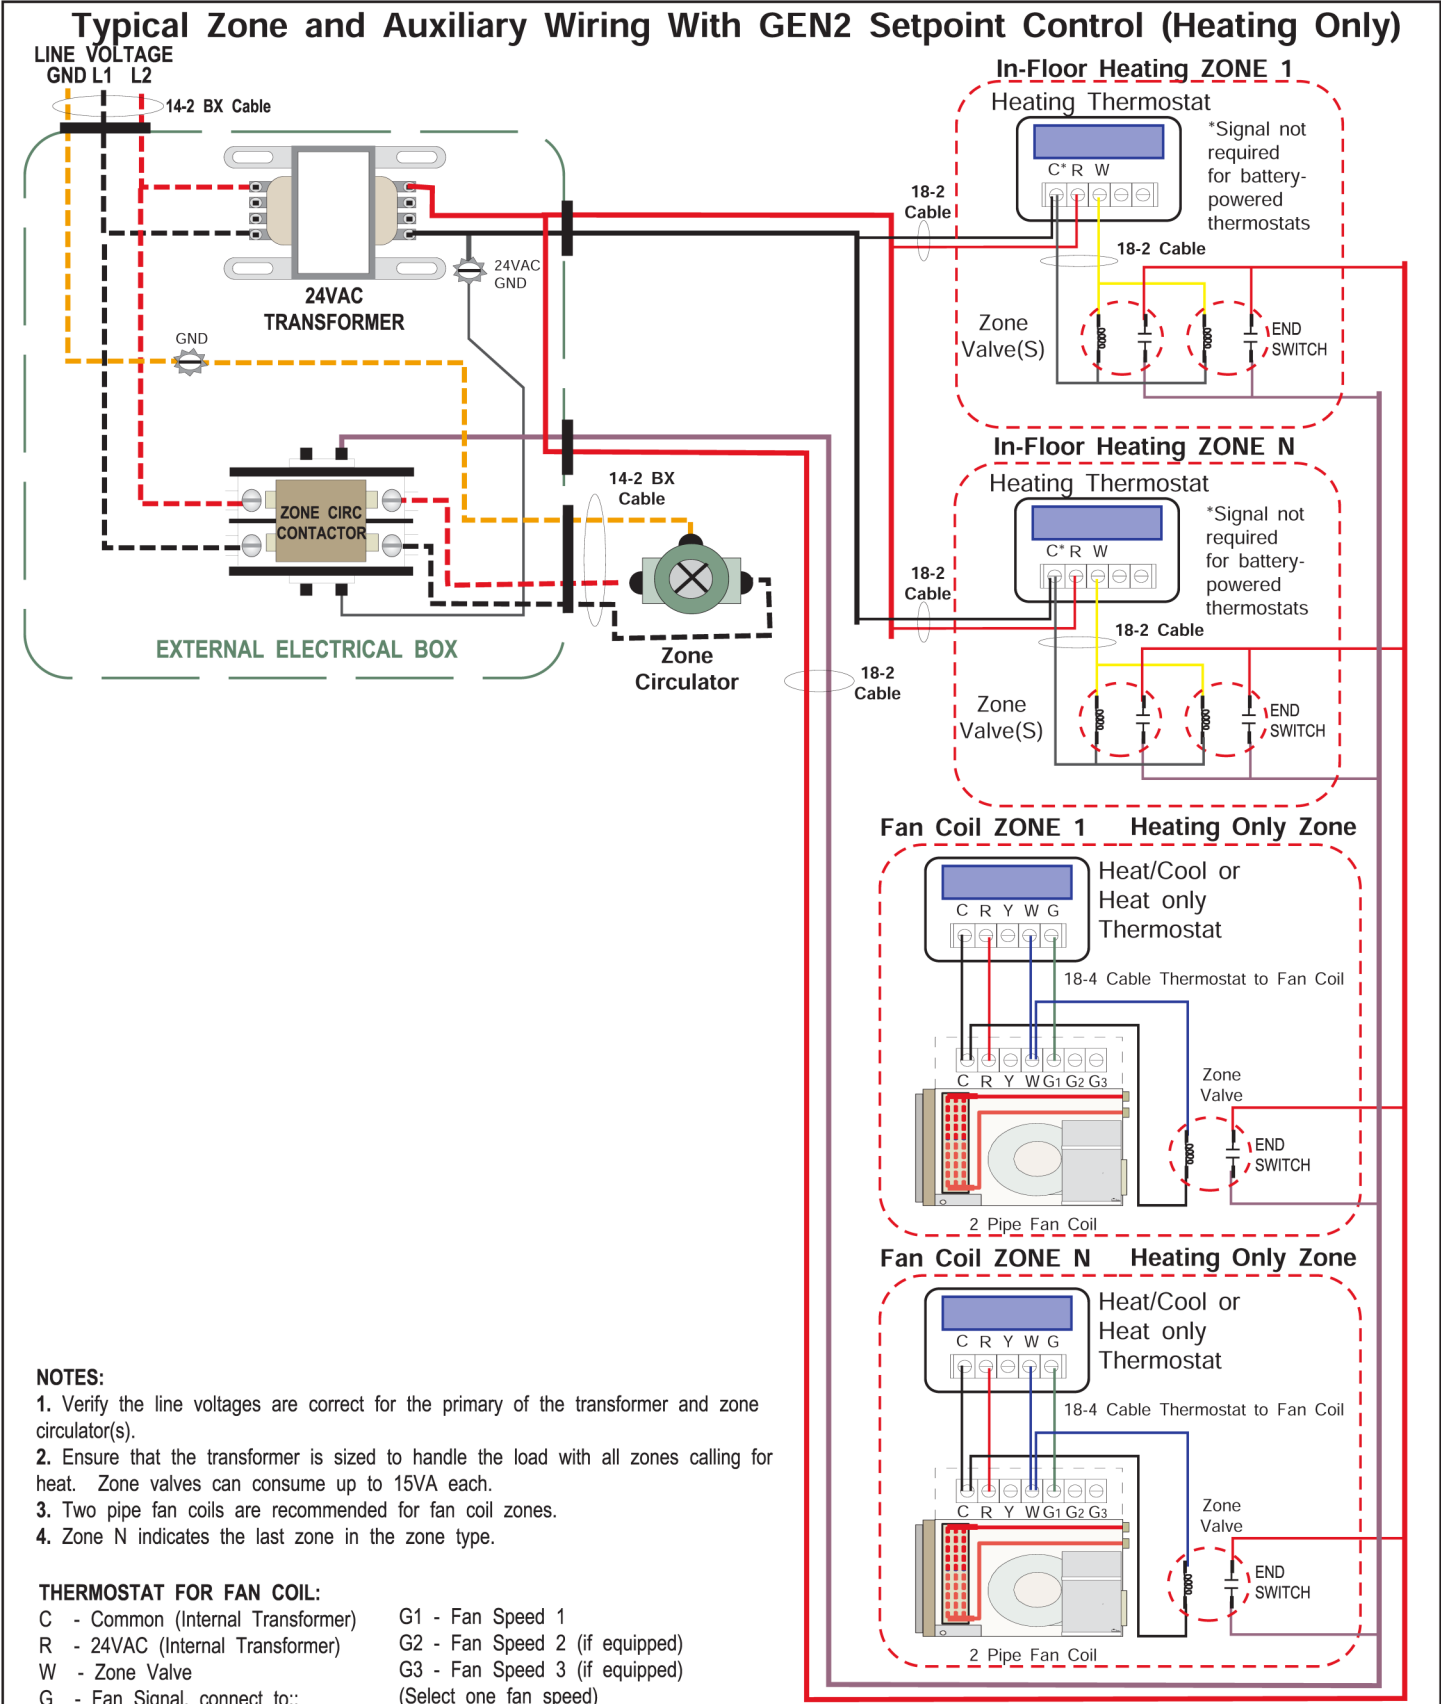 Typical Zone and Auxiliary Wiring With GEN2 Setpoint Control (Heating Only)
LINE VOLTAGE
GND L1 L2
14-2 BX Cable
24VAC
TRANSFORMER
24VAC
GND
GND
ZONE CIRC
CONTACTOR
EXTERNAL ELECTRICAL BOX
14-2 BX
Cable
Zone
Circulator
18-2
Cable
18-2
Cable
18-2
Cable
In-Floor Heating ZONE 1
Heating Thermostat
C* R W
*Signal not
required
for battery-
powered
thermostats
18-2 Cable
Zone
Valve(S)
END
SWITCH
In-Floor Heating ZONE N
Heating Thermostat
C* R W
*Signal not
required
for battery-
powered
thermostats
18-2 Cable
Zone
Valve(S)
END
SWITCH
Fan Coil ZONE 1 Heating Only Zone
C R Y W G
Heat/Cool or
Heat only
Thermostat
18-4 Cable Thermostat to Fan Coil
C R Y W G1 G2 G3
Zone
Valve
END
SWITCH
2 Pipe Fan Coil
Fan Coil ZONE N Heating Only Zone
C R Y W G
Heat/Cool or
Heat only
Thermostat
18-4 Cable Thermostat to Fan Coil
C R Y W G1 G2 G3
Zone
Valve
END
SWITCH
2 Pipe Fan Coil
NOTES:
1. Verify the line voltages are correct for the primary of the transformer and zone
circulator(s).
2. Ensure that the transformer is sized to handle the load with all zones calling for
heat. Zone valves can consume up to 15VA each.
3. Two pipe fan coils are recommended for fan coil zones.
4. Zone N indicates the last zone in the zone type.
THERMOSTAT FOR FAN COIL:
C - Common (Internal Transformer)
R - 24VAC (Internal Transformer)
W - Zone Valve
G - Fan Signal, connect to::
G1 - Fan Speed 1
G2 - Fan Speed 2 (if equipped)
G3 - Fan Speed 3 (if equipped)
(Select one fan speed)